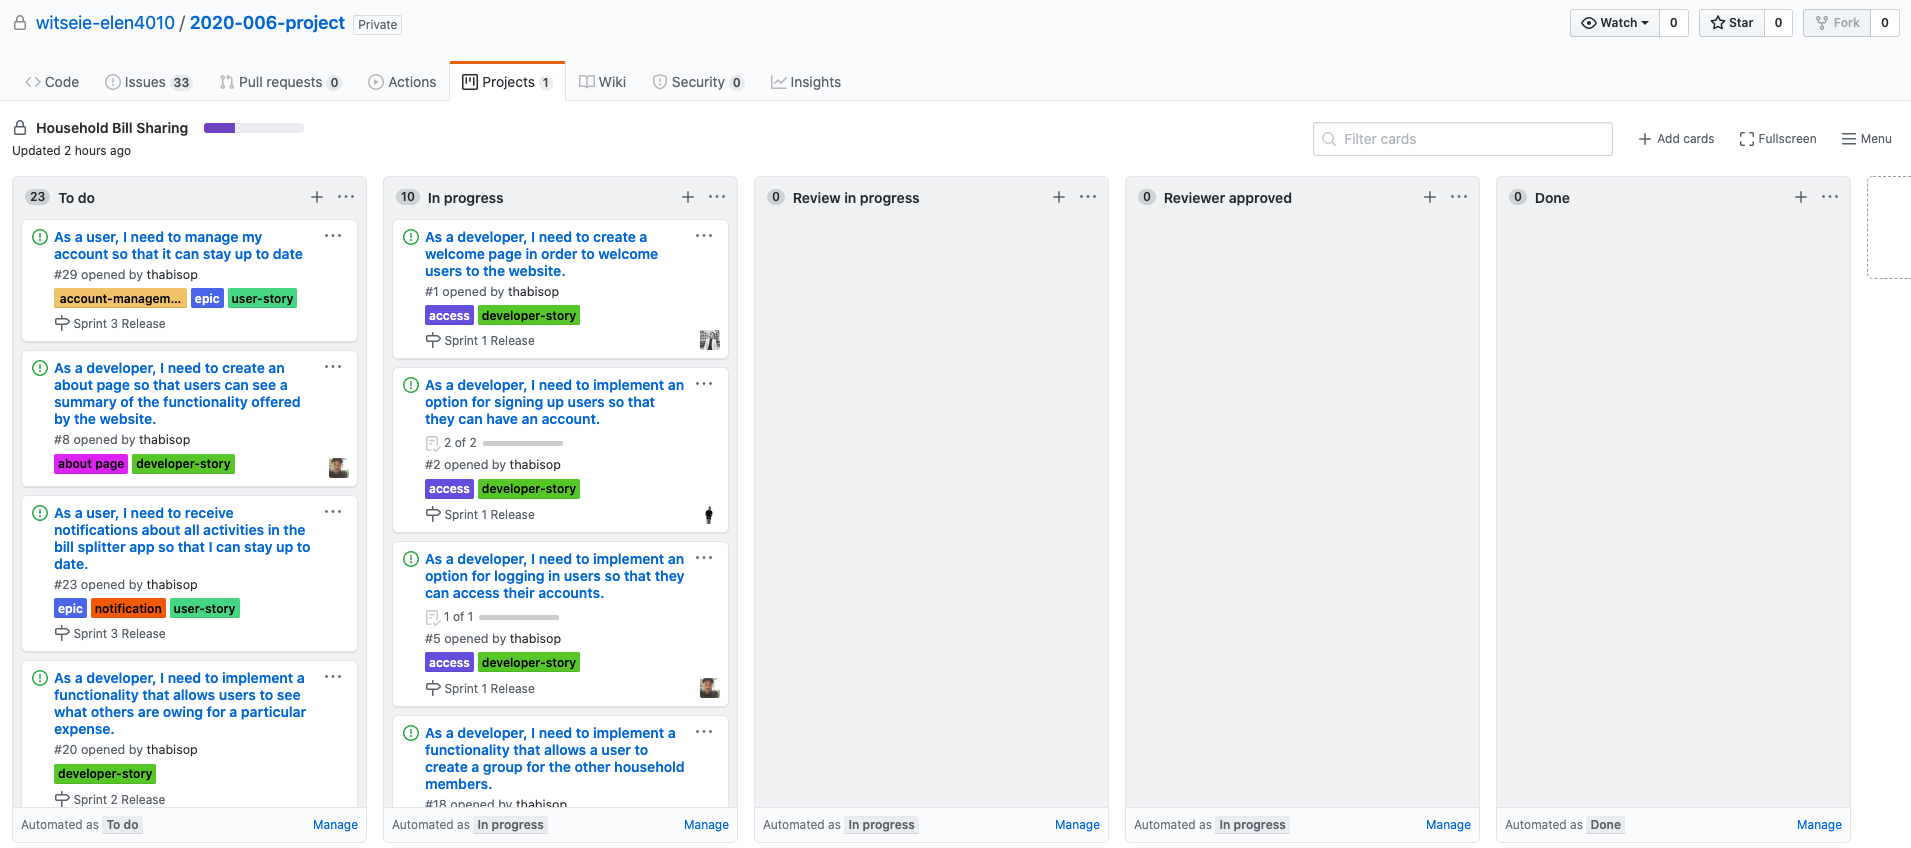 witseie-elen4010 / 2020-006-project Private
Watch 0 Star 0 Fork 0
Code Issues 33 Pull requests 0 Actions Projects 1 Wiki Security 0 Insights
Household Bill Sharing
Updated 2 hours ago
Filter cards
Add cards Fullscreen Menu
23 To do
As a user, I need to manage my
account so that it can stay up to date
#29 opened by thabisop
account-managem... epic user-story
Sprint 3 Release
As a developer, I need to create an
about page so that users can see a
summary of the functionality offered
by the website.
#8 opened by thabisop
about page developer-story
As a user, I need to receive
notifications about all activities in the
bill splitter app so that I can stay up to
date.
#23 opened by thabisop
epic notification user-story
Sprint 3 Release
As a developer, I need to implement a
functionality that allows users to see
what others are owing for a particular
expense.
#20 opened by thabisop
developer-story
Sprint 2 Release
Automated as To do Manage
10 In progress
As a developer, I need to create a
welcome page in order to welcome
users to the website.
#1 opened by thabisop
access developer-story
Sprint 1 Release
As a developer, I need to implement an
option for signing up users so that
they can have an account.
2 of 2
#2 opened by thabisop
access developer-story
Sprint 1 Release
As a developer, I need to implement an
option for logging in users so that they
can access their accounts.
1 of 1
#5 opened by thabisop
access developer-story
Sprint 1 Release
As a developer, I need to implement a
functionality that allows a user to
create a group for the other household
members.
#18 opened by thabisop
Automated as In progress Manage
0 Review in progress
Automated as In progress Manage
0 Reviewer approved
Automated as In progress Manage
0 Done
Automated as Done Manage